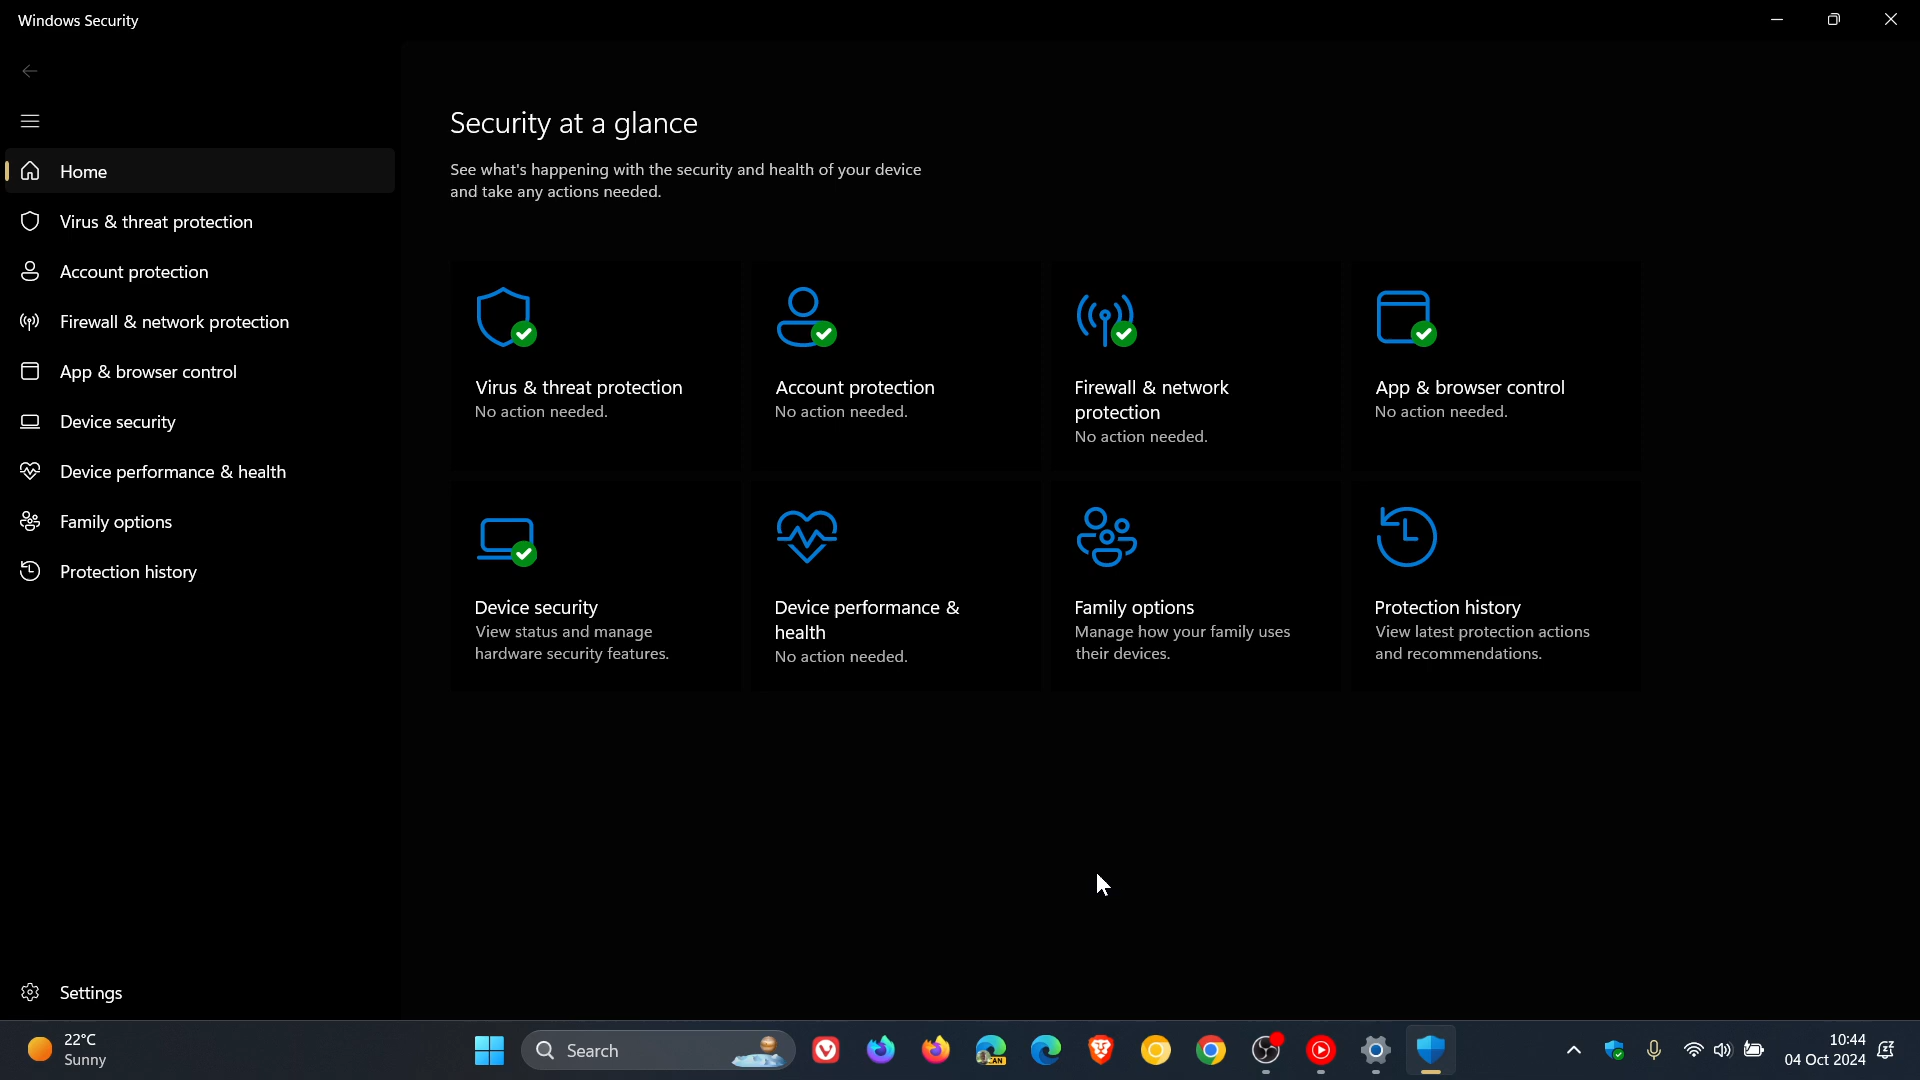 Windows Security
Home
Virus & threat protection
Account protection
Firewall & network protection
App & browser control
Device security
Device performance & health
Family options
Protection history
Settings
Security at a glance
See what's happening with the security and health of your device
and take any actions needed.
Virus & threat protection
No action needed.
Account protection
No action needed.
Firewall & network
protection
No action needed.
App & browser control
No action needed.
Device security
View status and manage
hardware security features.
Device performance &
health
No action needed.
Family options
Manage how your family uses
their devices.
Protection history
View latest protection actions
and recommendations.
22°C
Sunny
Search
CAN
10:44
04 Oct 2024